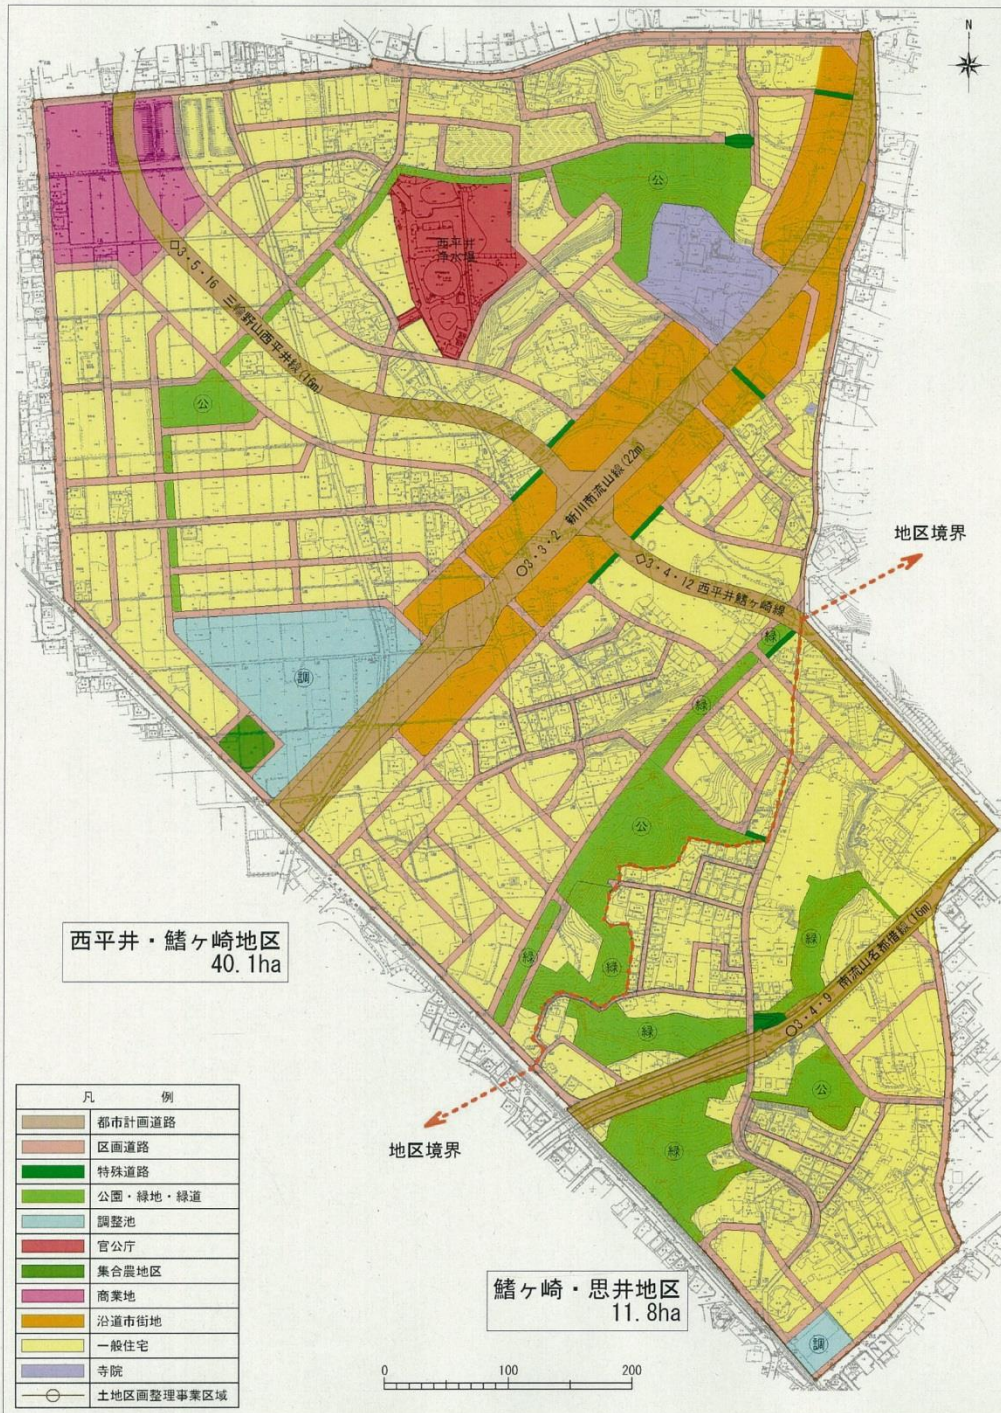 N
公
西平井
浄水場
◇3・5・16 三輪野山西平井線(16m)
公
○3・3・2 新川南流山線(22m)
地区境界
◇3・4・12 西平井鰭ヶ崎線
緑
調
緑
公
西平井・鰭ヶ崎地区
40.1ha
緑
緑
緑
緑
○3・4・9 南流山名都借線(16m)
公
緑
地区境界
凡 例
都市計画道路
区画道路
特殊道路
公園・緑地・緑道
調整池
官公庁
集合農地区
商業地
沿道市街地
一般住宅
寺院
土地区画整理事業区域
鰭ヶ崎・思井地区
11.8ha
調
0 100 200